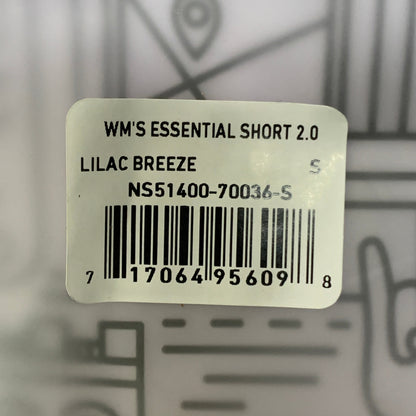 WM'S ESSENTIAL SHORT 2.0
LILAC BREEZE S
NS51400-70036-S
7 17064 95609 8